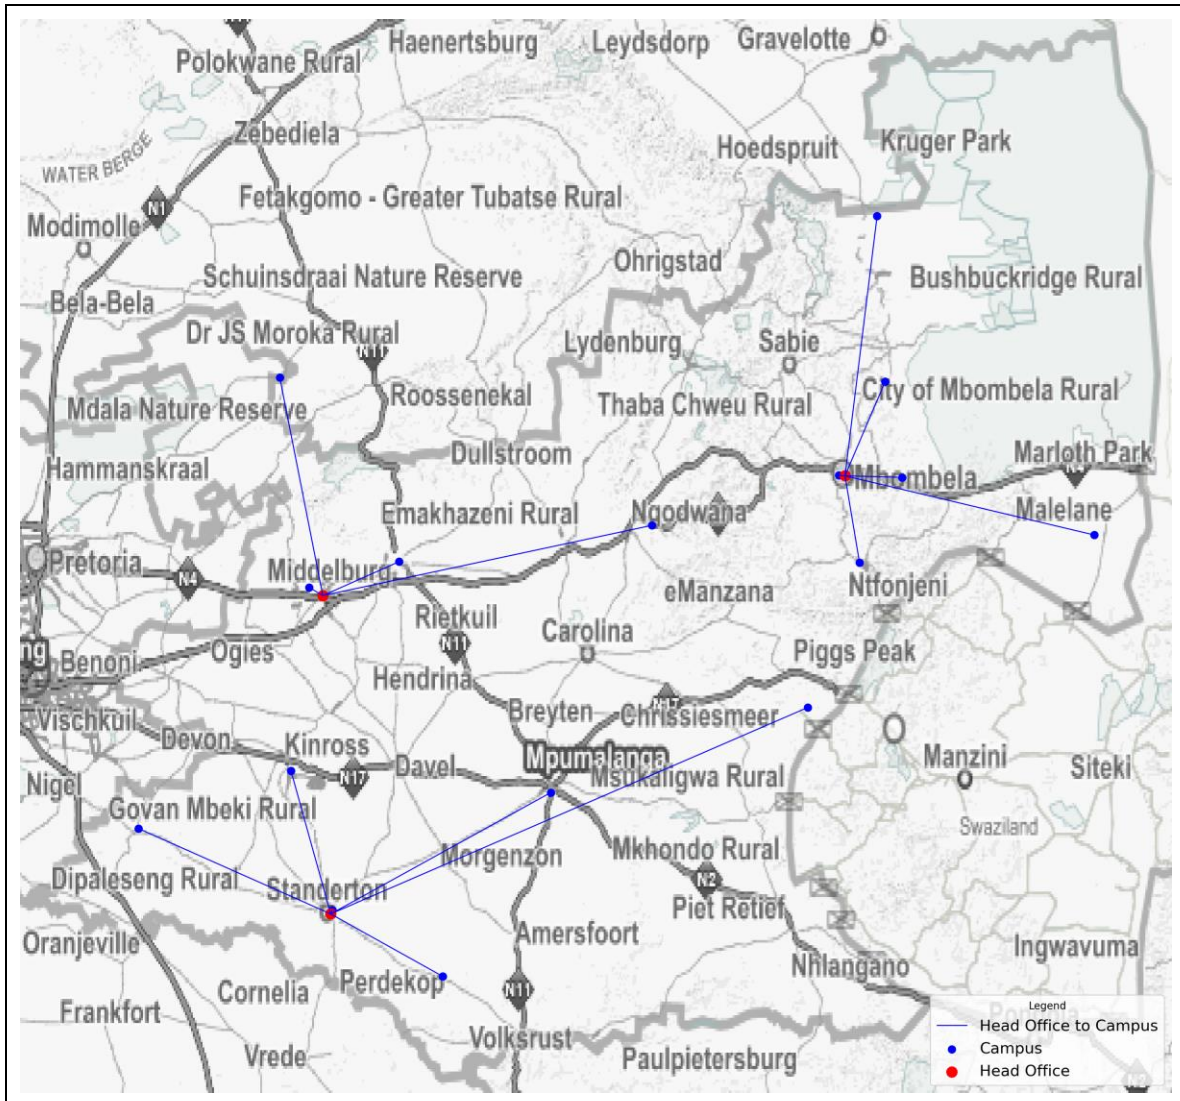 Haenertsburg
Leydsdorp
Gravelotte
Polokwane Rural
Zebediela
Hoedspruit
Kruger Park
WATER BERGE
N1
Fetakgomo - Greater Tubatse Rural
Modimolle
Ohrigstad
Schuinsdraai Nature Reserve
Bushbuckridge Rural
Bela-Bela
Dr JS Moroka Rural
N11
Lydenburg
Sabie
Roossenekal
City of Mbombela Rural
Mdala Nature Reserve
Thaba Chweu Rural
Dullstroom
Marloth Park
Hammanskraal
Mbombela
Emakhazeni Rural
Ngodwana
Malelane
Pretoria
N4
Middelburg
Ntfonjeni
eManzana
Rietkuil
Carolina
N11
ng
Benoni
Ogies
Piggs Peak
Hendrina
N17
Vischkuil
Breyten
Chrissiesmeer
Devon
Kinross
Mpumalanga
Nigel
N17
Davel
Msukaligwa Rural
Manzini
Siteki
Govan Mbeki Rural
Swaziland
Morgenzon
Mkhondo Rural
Dipaleseng Rural
Standerton
N2
Piet Retief
Oranjeville
Amersfoort
Ingwavuma
Cornelia
Perdekop
Nhlangano
N11
Frankfort
Volksrust
Vrede
Paulpietersburg
Legend
Head Office to Campus
Campus
Head Office